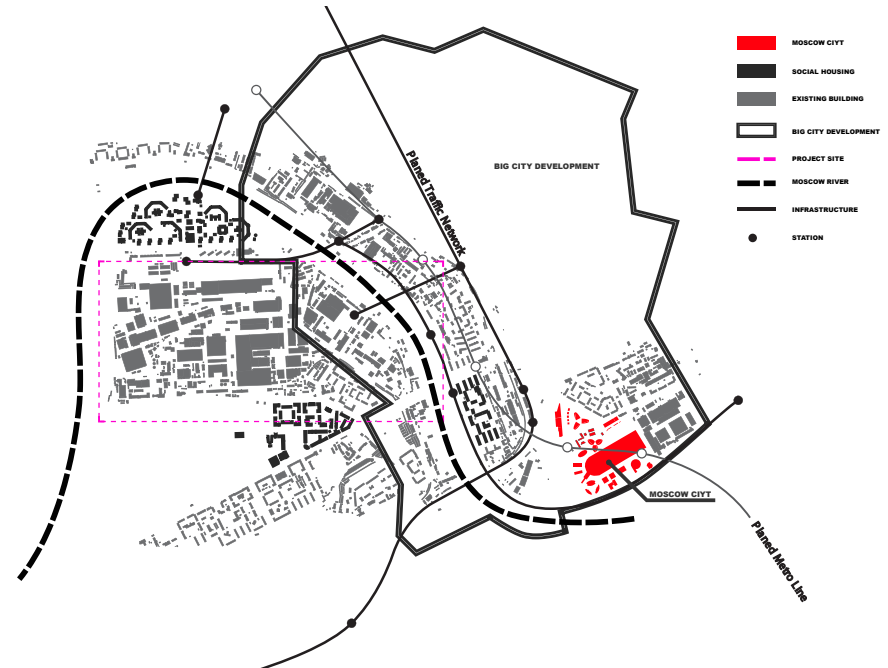 MOSCOW CIYT
SOCIAL HOUSING
EXISTING BUILDING
BIG CITY DEVELOPMENT
PROJECT SITE
MOSCOW RIVER
INFRASTRUCTURE
STATION
BIG CITY DEVELOPMENT
Planed Traffic Network
MOSCOW CIYT
Planed Metro Line